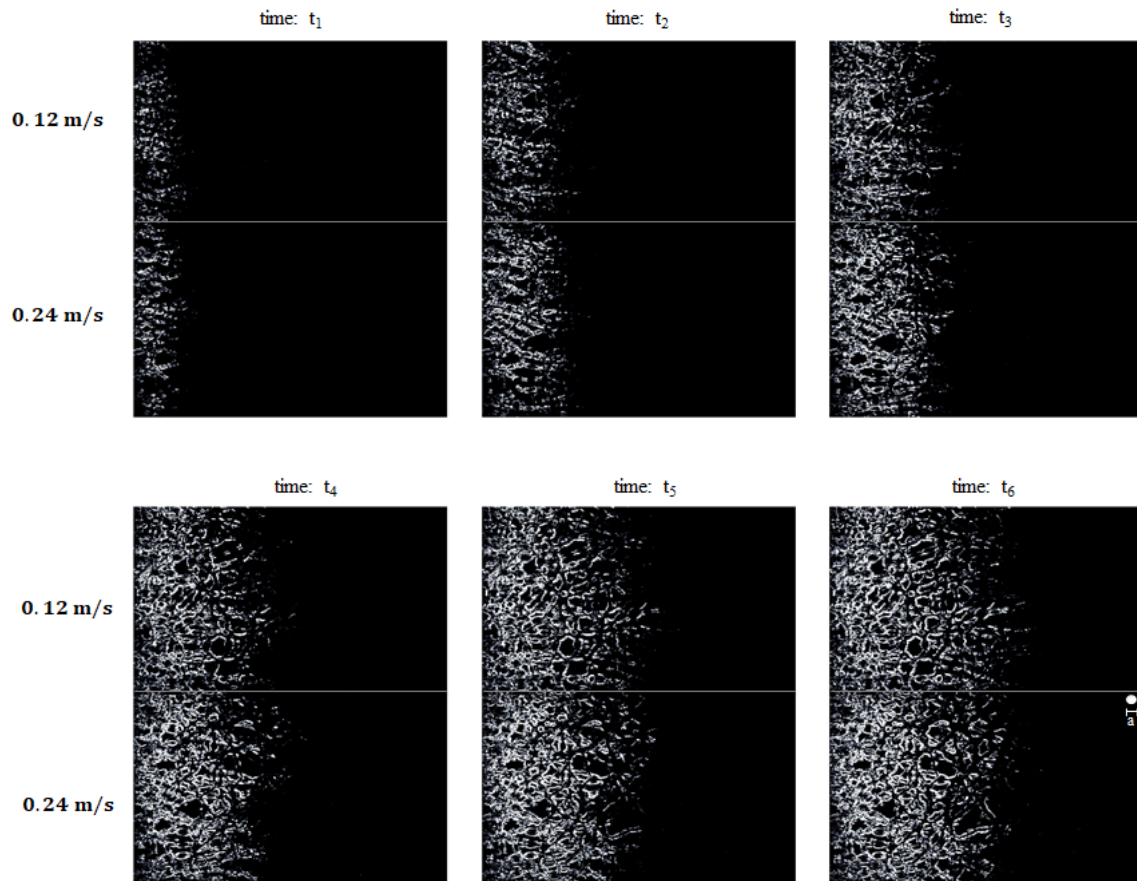 time: t₁
time: t₂
time: t₃
0.12 m/s
0.24 m/s
time: t₄
time: t₅
time: t₆
0.12 m/s
a
0.24 m/s